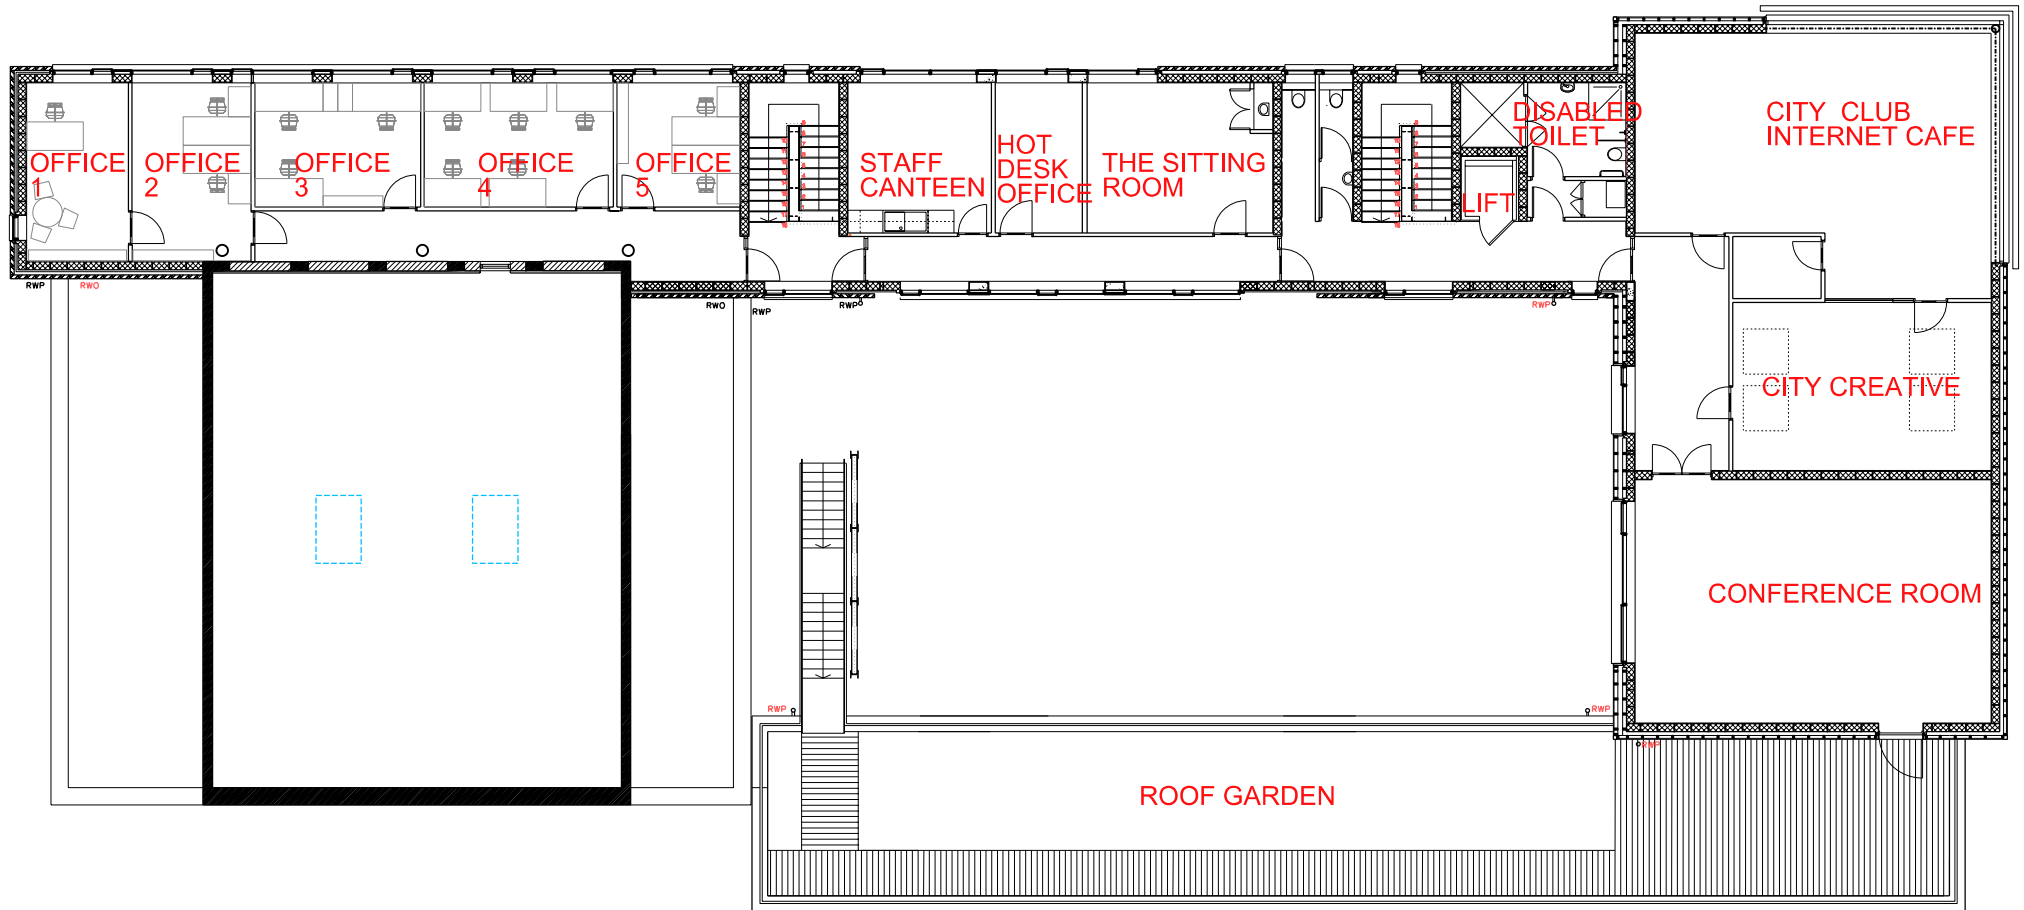 CITY CLUB
INTERNET CAFE
DISABLED
TOILET
OFFICE
1
OFFICE
2
OFFICE
3
OFFICE
4
OFFICE
5
STAFF
CANTEEN
HOT
DESK
OFFICE
THE SITTING
ROOM
LIFT
RWP
RWO
RWO
RWP
RWP
RWP
CITY CREATIVE
CONFERENCE ROOM
RWP
RWP
RWP
ROOF GARDEN